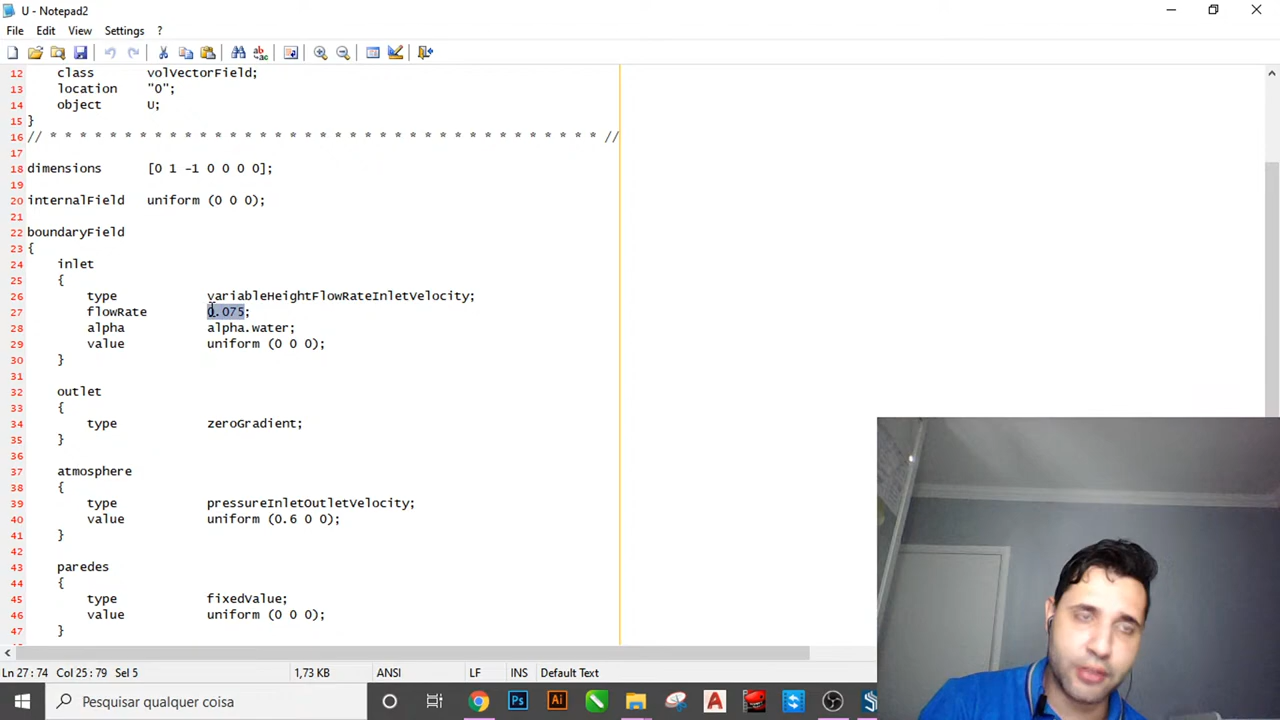 U - Notepad2
File Edit View Settings ?
12 class volVectorField;
13 location "0";
14 object U;
15 }
16 // * * * * * * * * * * * * * * * * * * * * * * * * * * * * * * * * * * * * * //
17
18 dimensions [0 1 -1 0 0 0 0];
19
20 internalField uniform (0 0 0);
21
22 boundaryField
23 {
24 inlet
25 {
26 type variableHeightFlowRateInletVelocity;
27 flowRate 0.075;
28 alpha alpha.water;
29 value uniform (0 0 0);
30 }
31
32 outlet
33 {
34 type zeroGradient;
35 }
36
37 atmosphere
38 {
39 type pressureInletOutletVelocity;
40 value uniform (0.6 0 0);
41 }
42
43 paredes
44 {
45 type fixedValue;
46 value uniform (0 0 0);
47 }
Ln 27 : 74 Col 25 : 79 Sel 5 1,73 KB ANSI LF INS Default Text
Pesquisar qualquer coisa Ps Ai A